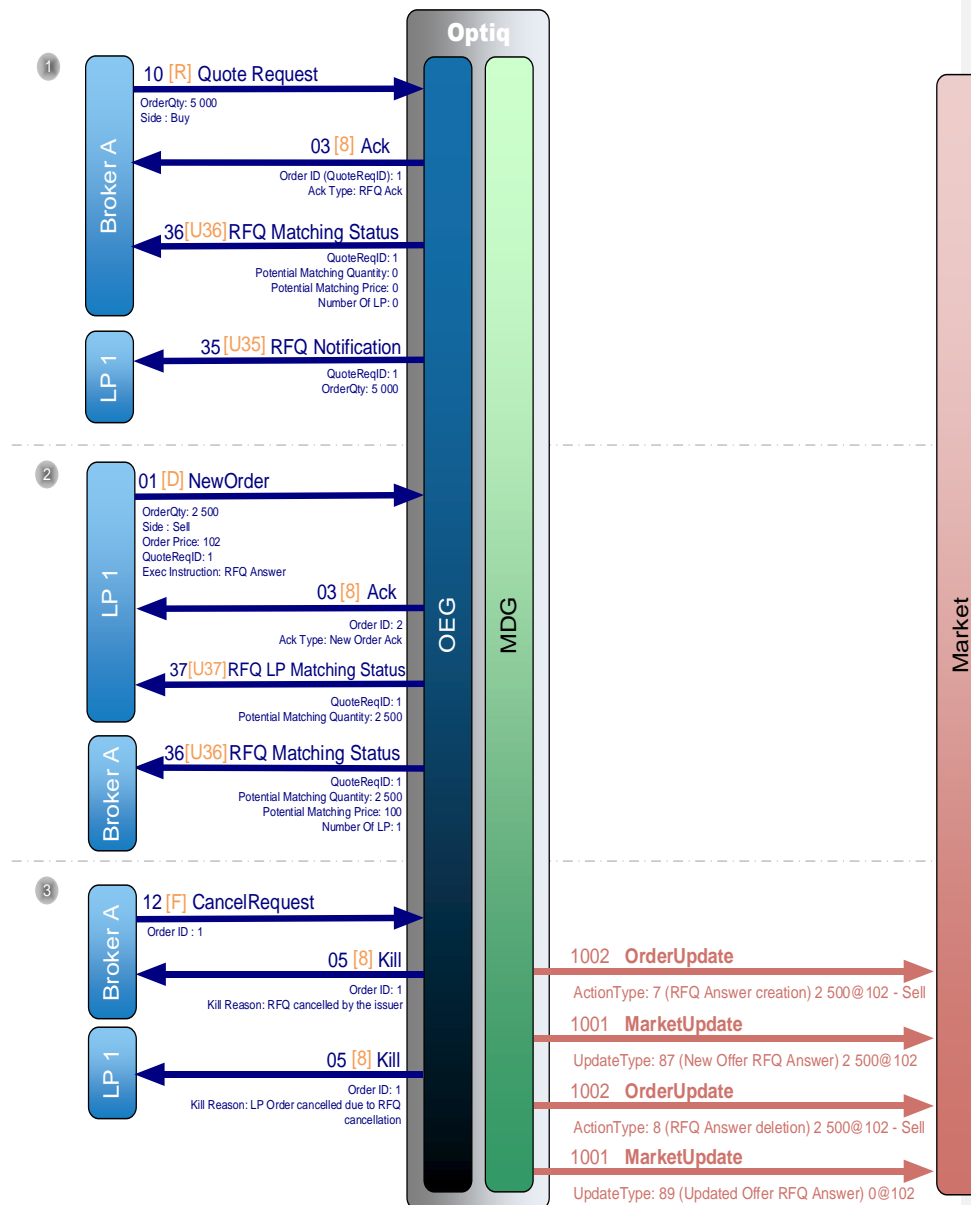 Optiq
1
10 [R] Quote Request
OrderQty: 5 000
Side : Buy
Broker A
03 [8] Ack
Order ID (QuoteReqID): 1
Ack Type: RFQ Ack
36 [U36] RFQ Matching Status
QuoteReqID: 1
Potential Matching Quantity: 0
Potential Matching Price: 0
Number Of LP: 0
LP 1
35 [U35] RFQ Notification
QuoteReqID: 1
OrderQty: 5 000
2
01 [D] NewOrder
OrderQty: 2 500
Side : Sell
Order Price: 102
QuoteReqID: 1
Exec Instruction: RFQ Answer
LP 1
03 [8] Ack
Order ID: 2
Ack Type: New Order Ack
37 [U37] RFQ LP Matching Status
QuoteReqID: 1
Potential Matching Quantity: 2 500
Broker A
36 [U36] RFQ Matching Status
QuoteReqID: 1
Potential Matching Quantity: 2 500
Potential Matching Price: 100
Number Of LP: 1
OEG
MDG
Market
3
12 [F] CancelRequest
Order ID : 1
Broker A
05 [8] Kill
Order ID: 1
Kill Reason: RFQ cancelled by the issuer
LP 1
05 [8] Kill
Order ID: 1
Kill Reason: LP Order cancelled due to RFQ
cancellation
1002 OrderUpdate
ActionType: 7 (RFQ Answer creation) 2 500@102 - Sell
1001 MarketUpdate
UpdateType: 87 (New Offer RFQ Answer) 2 500@102
1002 OrderUpdate
ActionType: 8 (RFQ Answer deletion) 2 500@102 - Sell
1001 MarketUpdate
UpdateType: 89 (Updated Offer RFQ Answer) 0@102